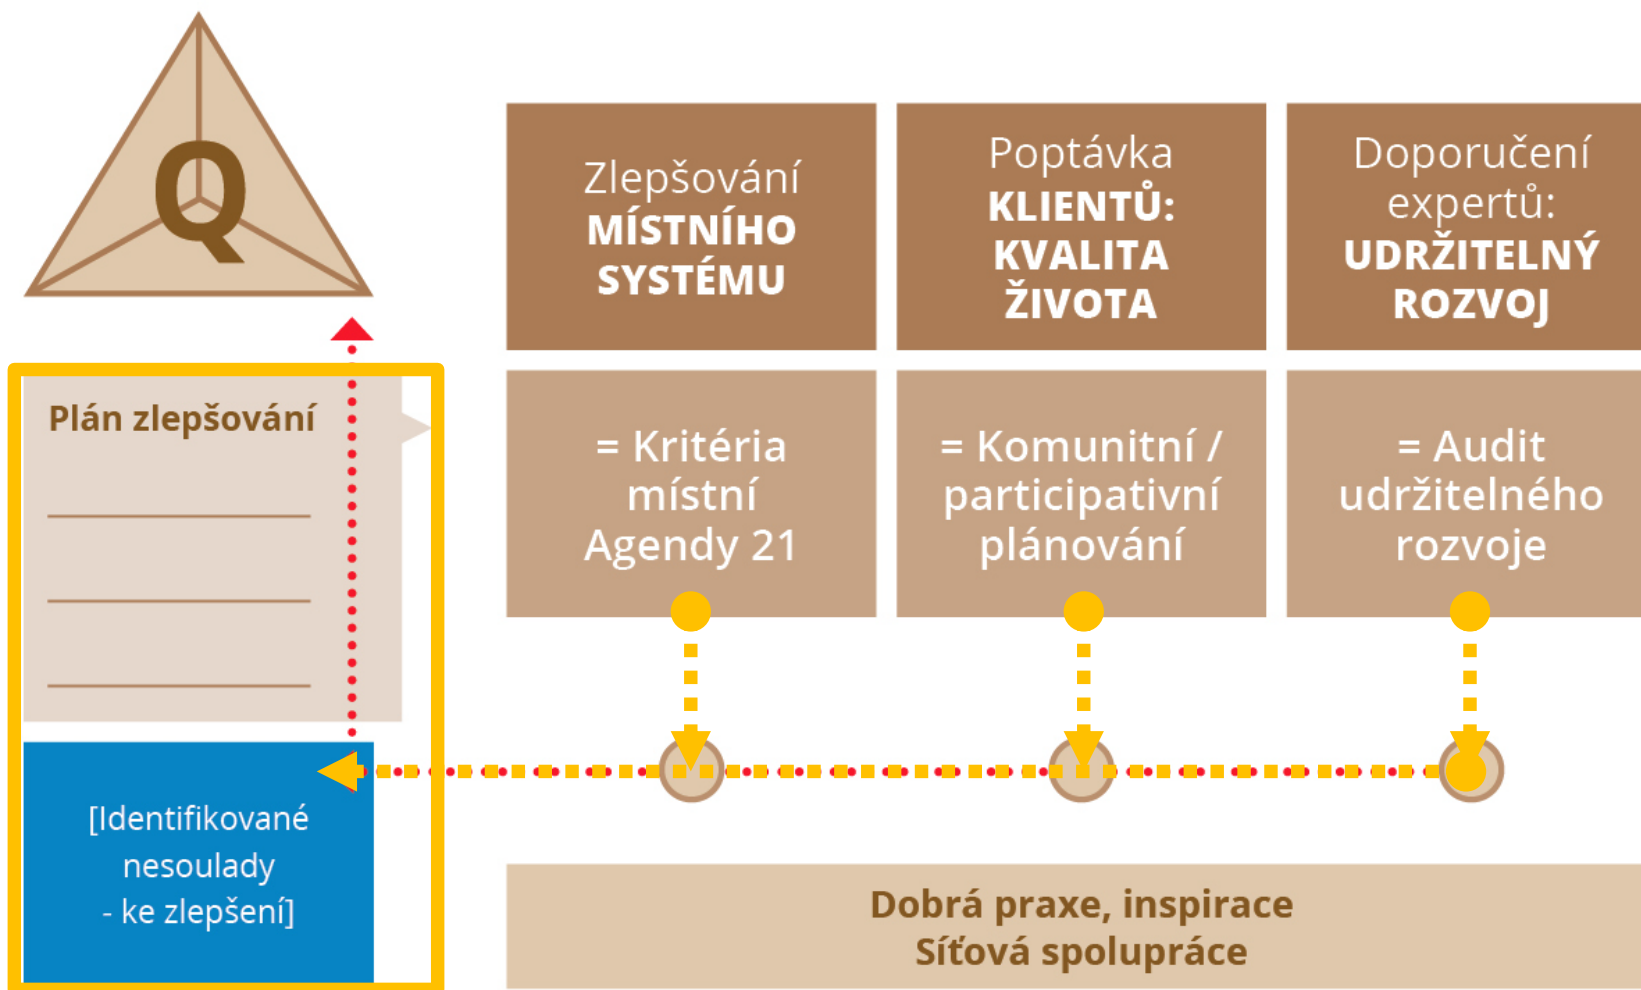 Q
Zlepšování
MÍSTNÍHO
SYSTÉMU
Poptávka
KLIENTŮ:
KVALITA
ŽIVOTA
Doporučení
expertů:
UDRŽITELNÝ
ROZVOJ
Plán zlepšování
= Kritéria
místní
Agendy 21
= Komunitní /
participativní
plánování
= Audit
udržitelného
rozvoje
[Identifikované
nesoulady
- ke zlepšení]
Dobrá praxe, inspirace
Síťová spolupráce